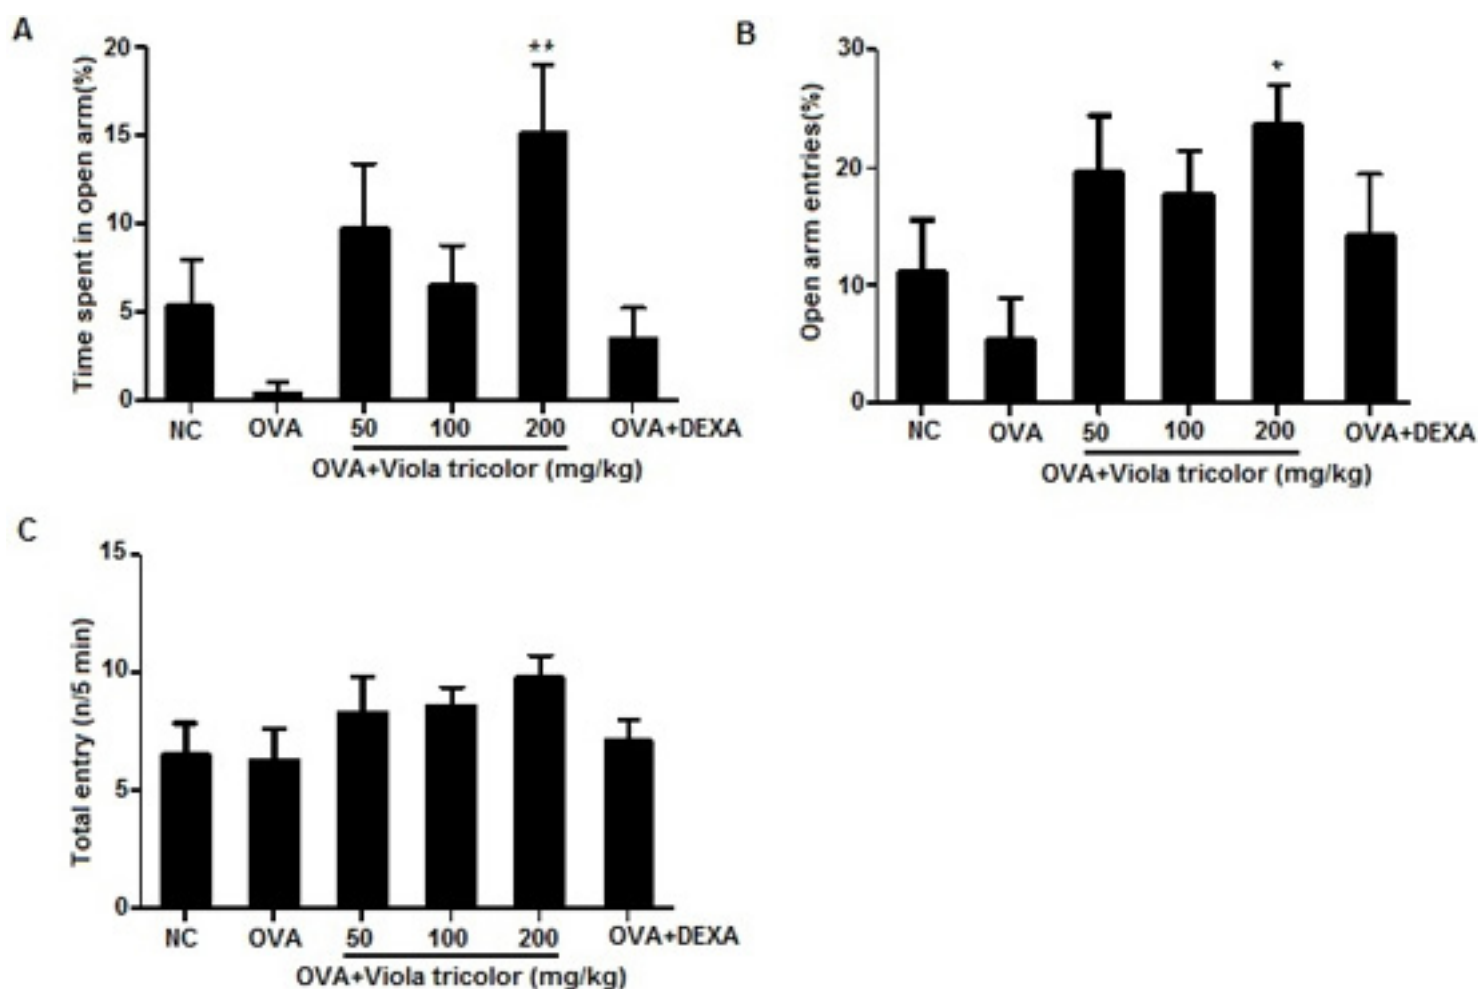 A
Time spent in open arm(%)
20
15
10
5
0
**
NC OVA 50 100 200 OVA+DEXA
OVA+Viola tricolor (mg/kg)
B
Open arm entries(%)
30
20
10
0
*
NC OVA 50 100 200 OVA+DEXA
OVA+Viola tricolor (mg/kg)
C
Total entry (n/5 min)
15
10
5
0
NC OVA 50 100 200 OVA+DEXA
OVA+Viola tricolor (mg/kg)